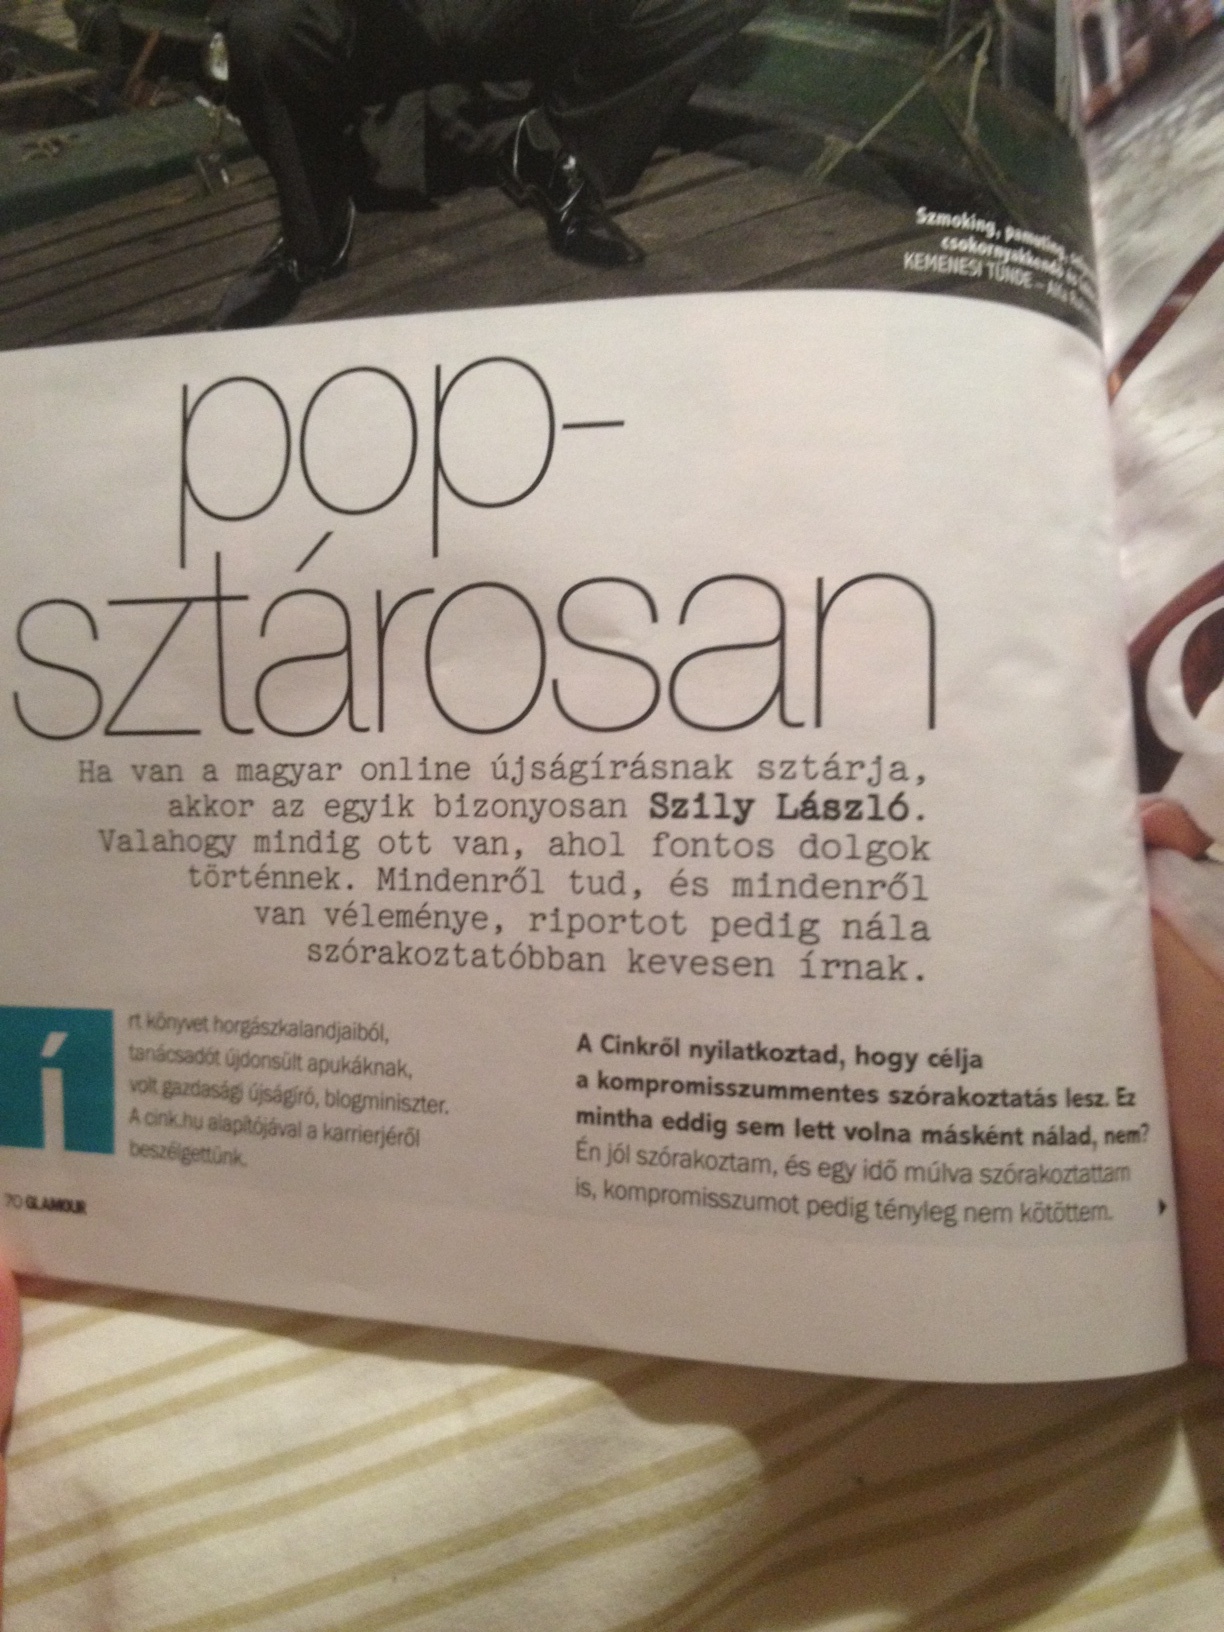 Szmoking, pamuting,
csokornyakkendő
KEMENESI TÜNDE – Alfa
pop-
sztárosan
Ha van a magyar online újságírásnak sztárja,
akkor az egyik bizonyosan Szily László.
Valahogy mindig ott van, ahol fontos dolgok
történnek. Mindenről tud, és mindenről
van véleménye, riportot pedig nála
szórakoztatóbban kevesen írnak.
írt könyvet horgászkalandjaiból,
tanácsadót újdonsült apukáknak,
volt gazdasági újságíró, blogminiszter.
A cink.hu alapítójával a karrierjéről
beszélgettünk.
A Cinkről nyilatkoztad, hogy célja
a kompromisszummentes szórakoztatás lesz. Ez
mintha eddig sem lett volna másként nálad, nem?
Én jól szórakoztam, és egy idő múlva szórakoztattam
is, kompromisszumot pedig tényleg nem kötöttem.
70 GLAMOUR